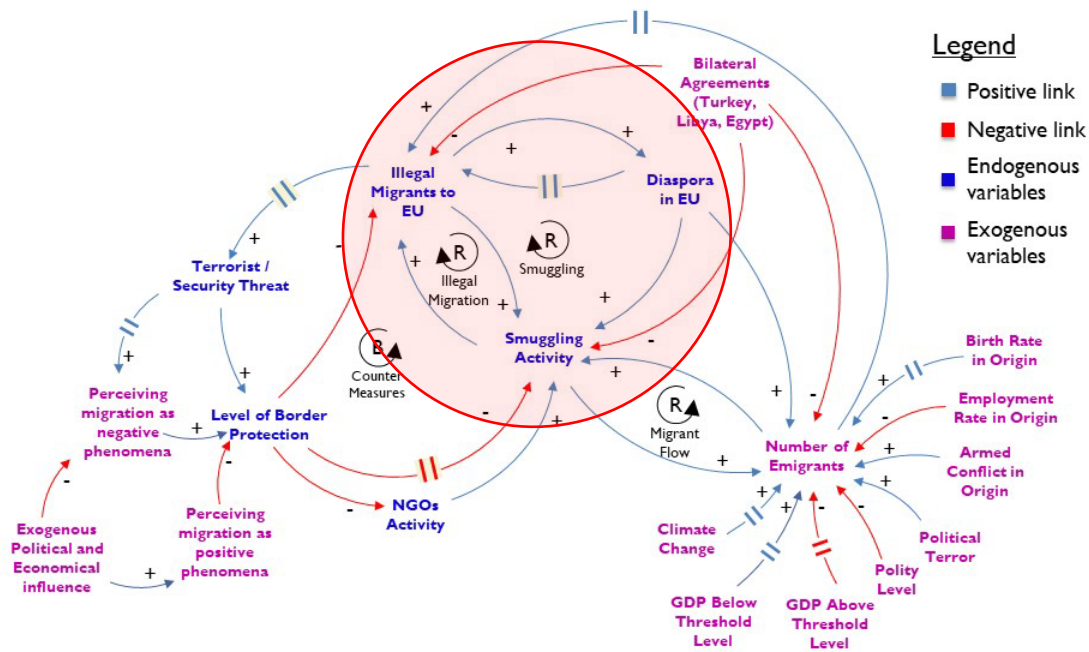 Legend
Positive link
Negative link
Endogenous
variables
Exogenous
variables
Bilateral
Agreements
(Turkey,
Libya, Egypt)
+
-
+
+
Illegal
Migrants to
EU
Diaspora
in EU
+
-
+
R
Illegal
Migration
R
Smuggling
+
+
Terrorist /
Security Threat
Smuggling
Activity
-
+
B
Counter
Measures
+
+
Perceiving
migration as
negative
phenomena
+
Level of Border
Protection
-
+
R
Migrant
Flow
+
+
-
Birth Rate
in Origin
+
Employment
Rate in Origin
-
Number of
Emigrants
Armed
Conflict in
Origin
+
+
Political
Terror
Polity
Level
-
-
GDP Above
Threshold
Level
+
GDP Below
Threshold
Level
+
Climate
Change
-
NGOs
Activity
-
-
Perceiving
migration as
positive
phenomena
Exogenous
Political and
Economical
influence
+